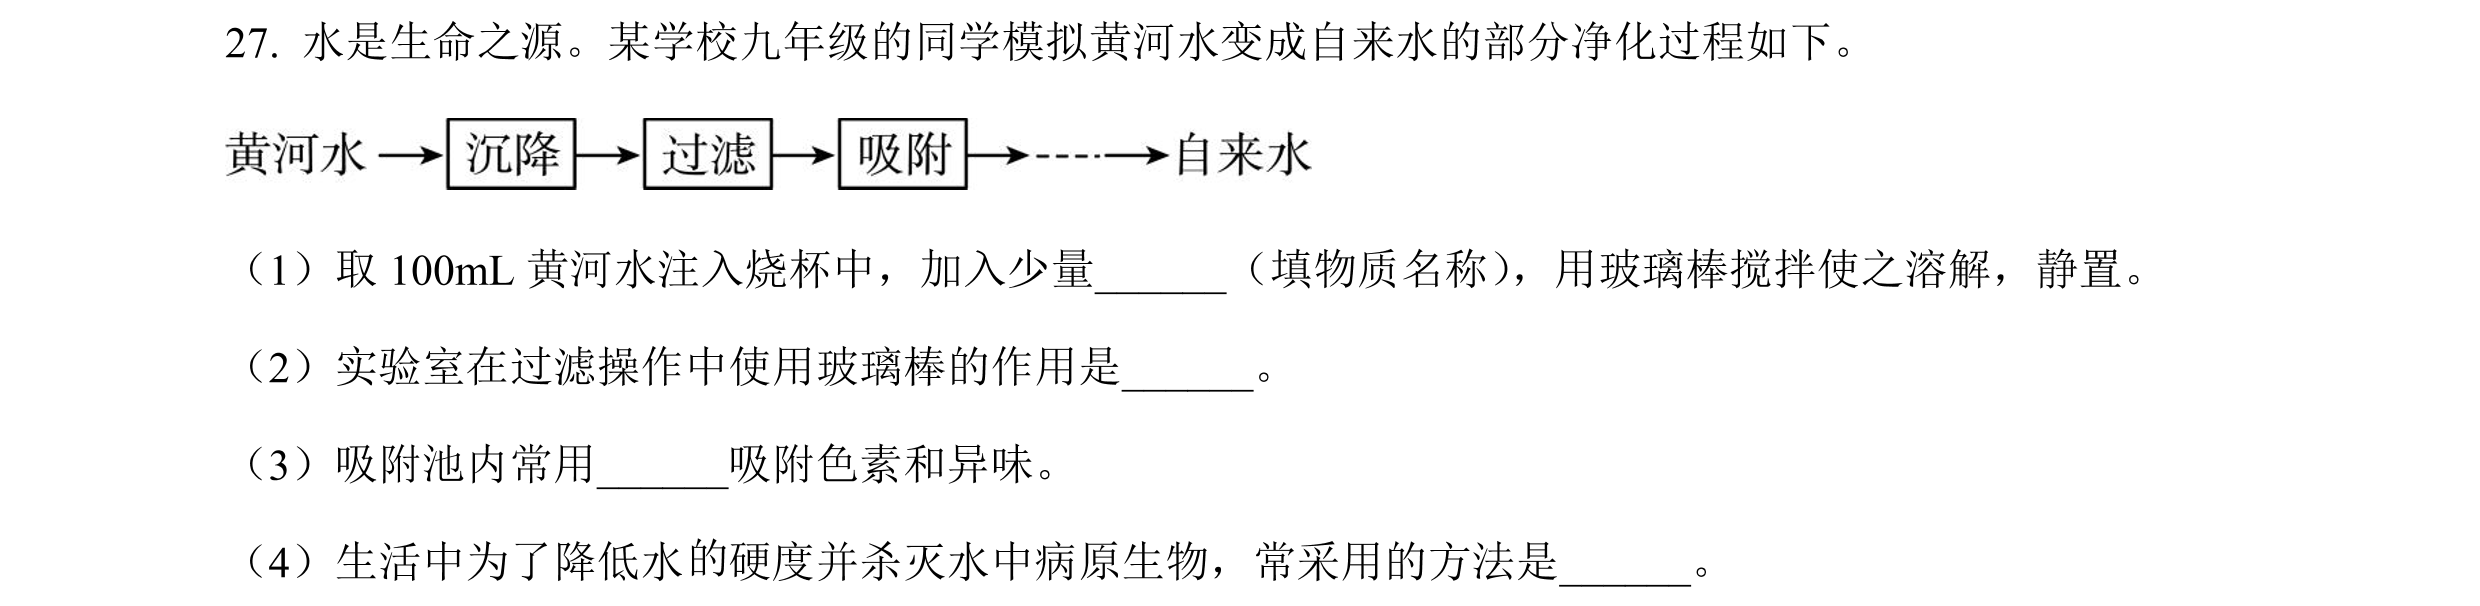 27. 水是生命之源。某学校九年级的同学模拟黄河水变成自来水的部分净化过程如下。
黄河水 沉降 过滤 吸附 自来水
（1）取 100mL 黄河水注入烧杯中，加入少量______（填物质名称），用玻璃棒搅拌使之溶解，静置。
（2）实验室在过滤操作中使用玻璃棒的作用是______。
（3）吸附池内常用______吸附色素和异味。
（4）生活中为了降低水的硬度并杀灭水中病原生物，常采用的方法是______。